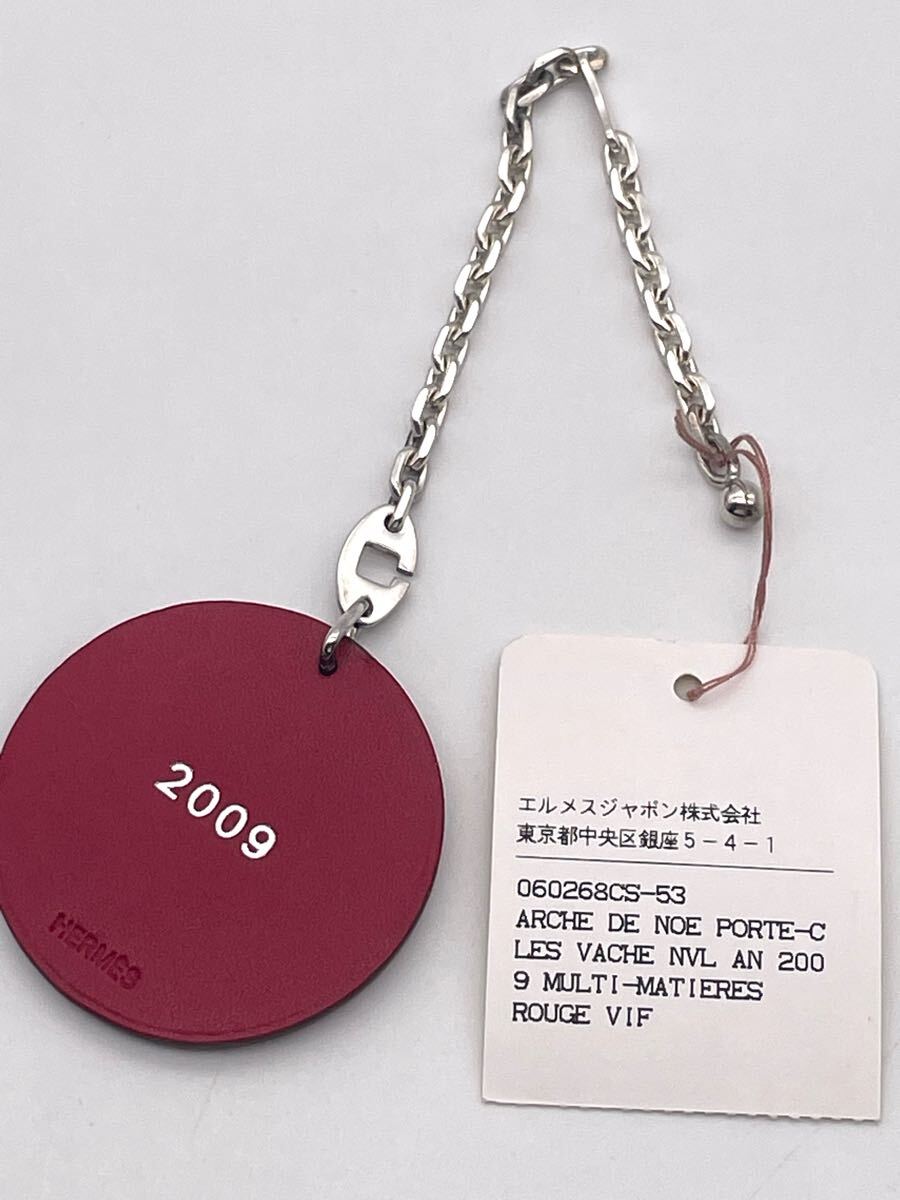 2009
HERMES
エルメスジャポン株式会社
東京都中央区銀座5-4-1
060268CS-53
ARCHE DE NOE PORTE-C
LES VACHE NVL AN 200
9 MULTI-MATIERES
ROUGE VIF